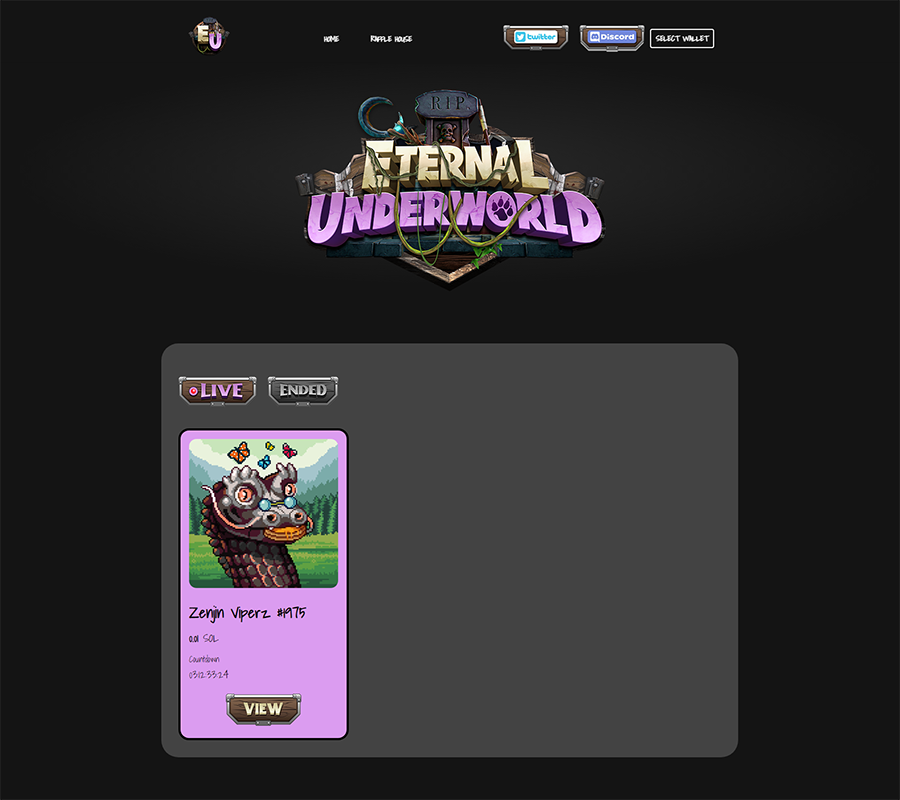 EU
HOME
RAFFLE HOUSE
twitter
Discord
SELECT WALLET
R.I.P.
ETERNAL
UNDERWORLD
LIVE
ENDED
Zenjin Viperz #1975
0.01 SOL
Countdown
03:12:33:24
VIEW